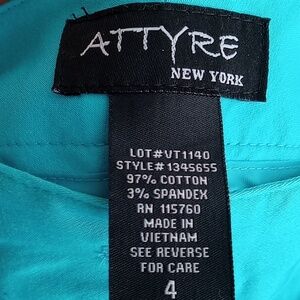 ATTYRE
NEW YORK
LOT#VT1140
STYLE#1345655
97% COTTON
3% SPANDEX
RN 115760
MADE IN
VIETNAM
SEE REVERSE
FOR CARE
4